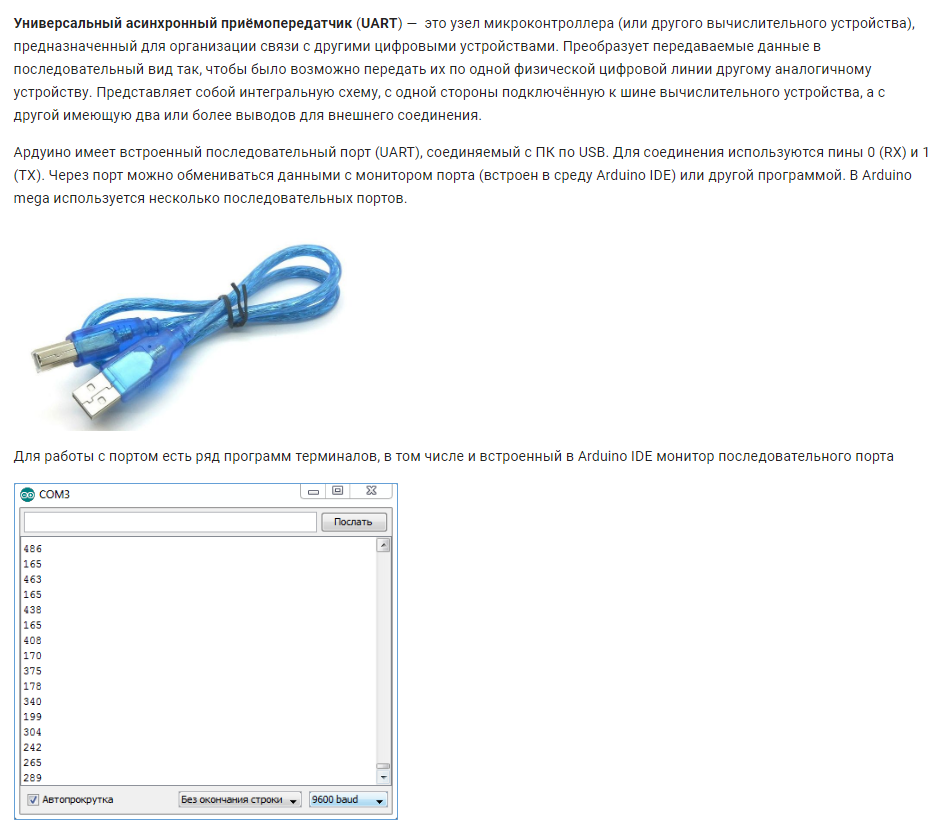 Универсальный асинхронный приёмопередатчик (UART) — это узел микроконтроллера (или другого вычислительного устройства),
предназначенный для организации связи с другими цифровыми устройствами. Преобразует передаваемые данные в
последовательный вид так, чтобы было возможно передать их по одной физической цифровой линии другому аналогичному
устройству. Представляет собой интегральную схему, с одной стороны подключённую к шине вычислительного устройства, а с
другой имеющую два или более выводов для внешнего соединения.
Ардуино имеет встроенный последовательный порт (UART), соединяемый с ПК по USB. Для соединения используются пины 0 (RX) и 1
(TX). Через порт можно обмениваться данными с монитором порта (встроен в среду Arduino IDE) или другой программой. В Arduino
mega используется несколько последовательных портов.
Для работы с портом есть ряд программ терминалов, в том числе и встроенный в Arduino IDE монитор последовательного порта
COM3
Послать
486
165
463
165
438
165
408
170
375
178
340
199
304
242
265
289
Автопрокрутка Без окончания строки 9600 baud